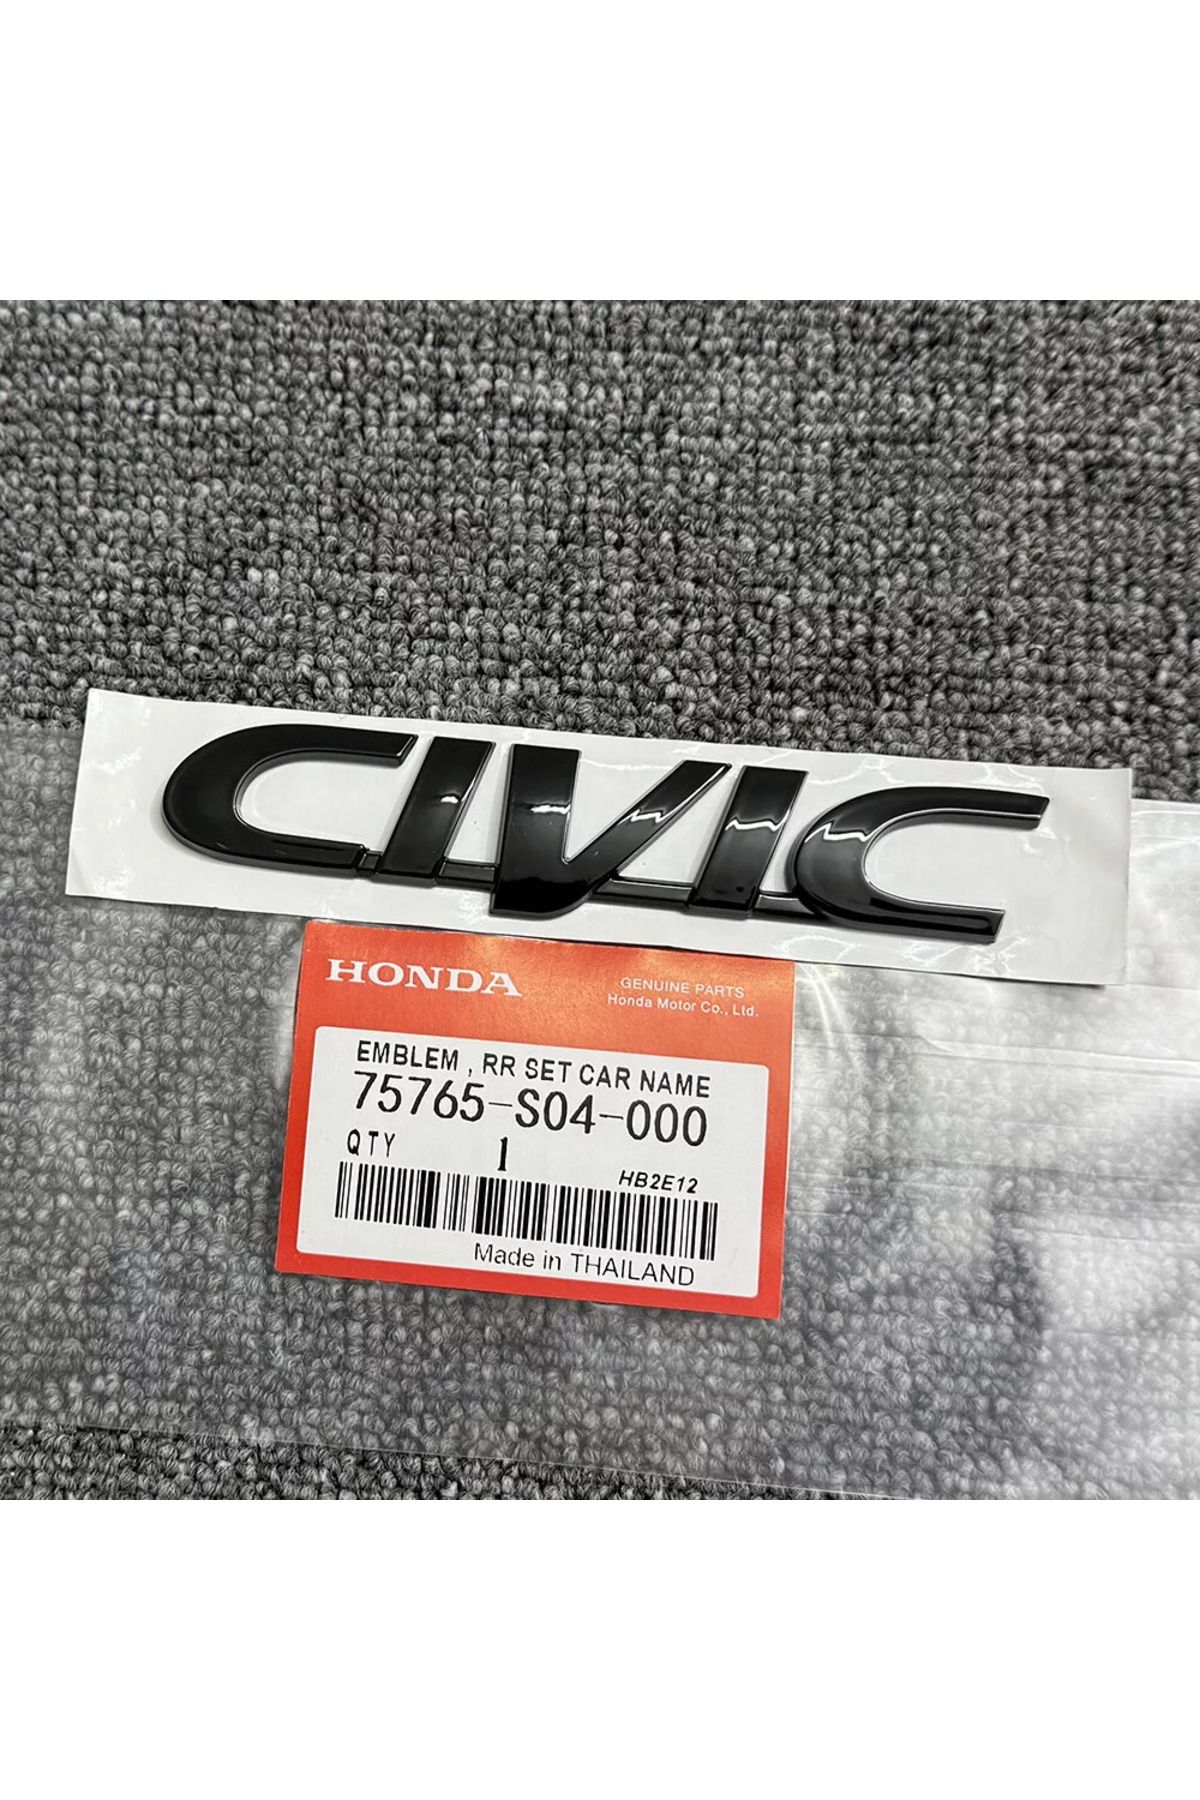 CIVIC
HONDA
GENUINE PARTS
Honda Motor Co., Ltd.
EMBLEM , RR SET CAR NAME
75765-S04-000
QTY 1
HB2E12
Made in THAILAND